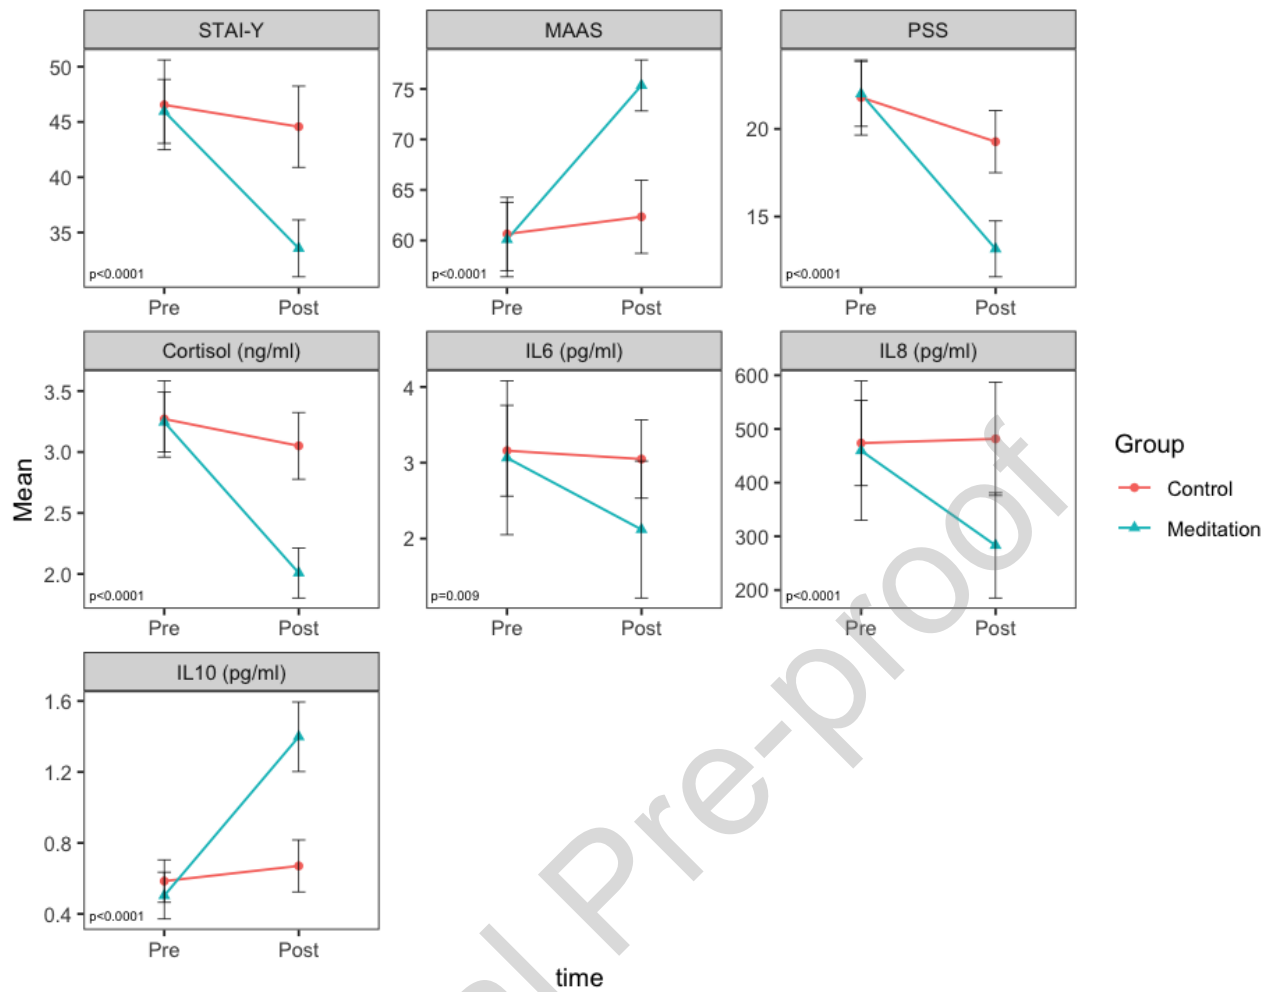 STAI-Y
MAAS
PSS
50
45
40
35
p<0.0001
Pre
Post
75
70
65
60
p<0.0001
Pre
Post
20
15
p<0.0001
Pre
Post
Cortisol (ng/ml)
IL6 (pg/ml)
IL8 (pg/ml)
3.5
3.0
2.5
2.0
p<0.0001
Pre
Post
4
3
2
p=0.009
Pre
Post
600
500
400
300
200
p<0.0001
Pre
Post
Mean
Group
Control
Meditation
IL10 (pg/ml)
1.6
1.2
0.8
0.4
p<0.0001
Pre
Post
time
l Pre-proof